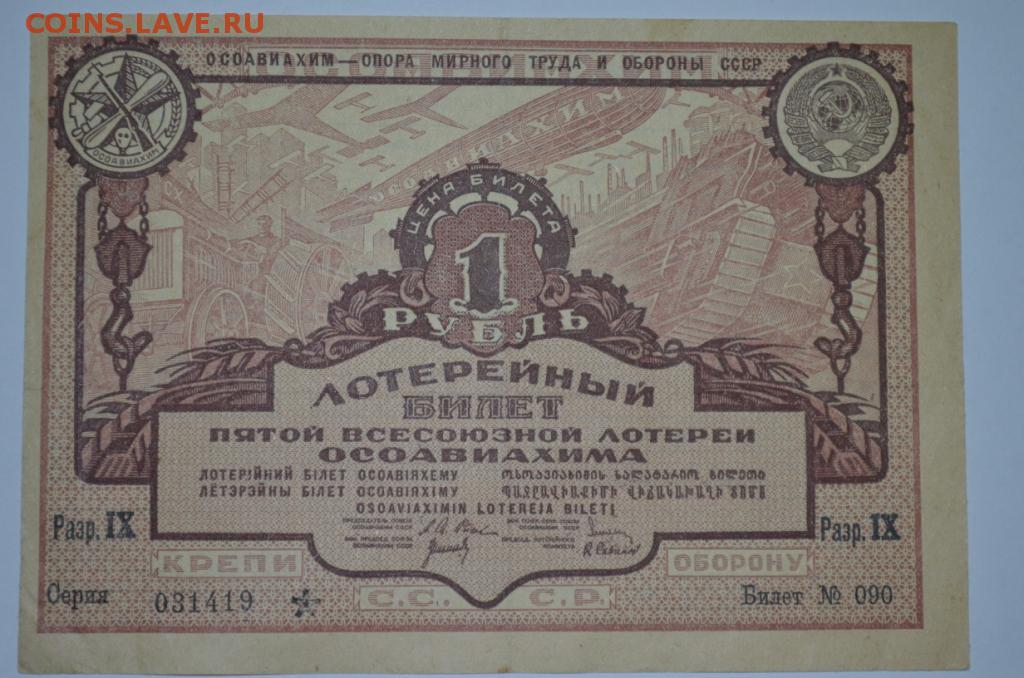 COINS.LAVE.RU
ОСОАВИАХИМ — ОПОРА МИРНОГО ТРУДА И ОБОРОНЫ СССР
ОСОАВИАХИМ
ОСОАВИАХИМ
ЦЕНА БИЛЕТА
1
РУБЛЬ
ЛОТЕРЕЙНЫЙ
БИЛЕТ
ПЯТОЙ ВСЕСОЮЗНОЙ ЛОТЕРЕИ
ОСОАВИАХИМА
ЛОТЕРІЙНИЙ БІЛЕТ ОСОАВІЯХЕМУ
ЛЁТЭРЭЙНЫ БІЛЕТ ОСОАВІЯХІМУ
OSOAVIAXIMIN LOTEREJA BILETI
Разр. IX
Разр. IX
КРЕПИ ОБОРОНУ
С.С. С.Р.
Серия 031419
Билет № 090